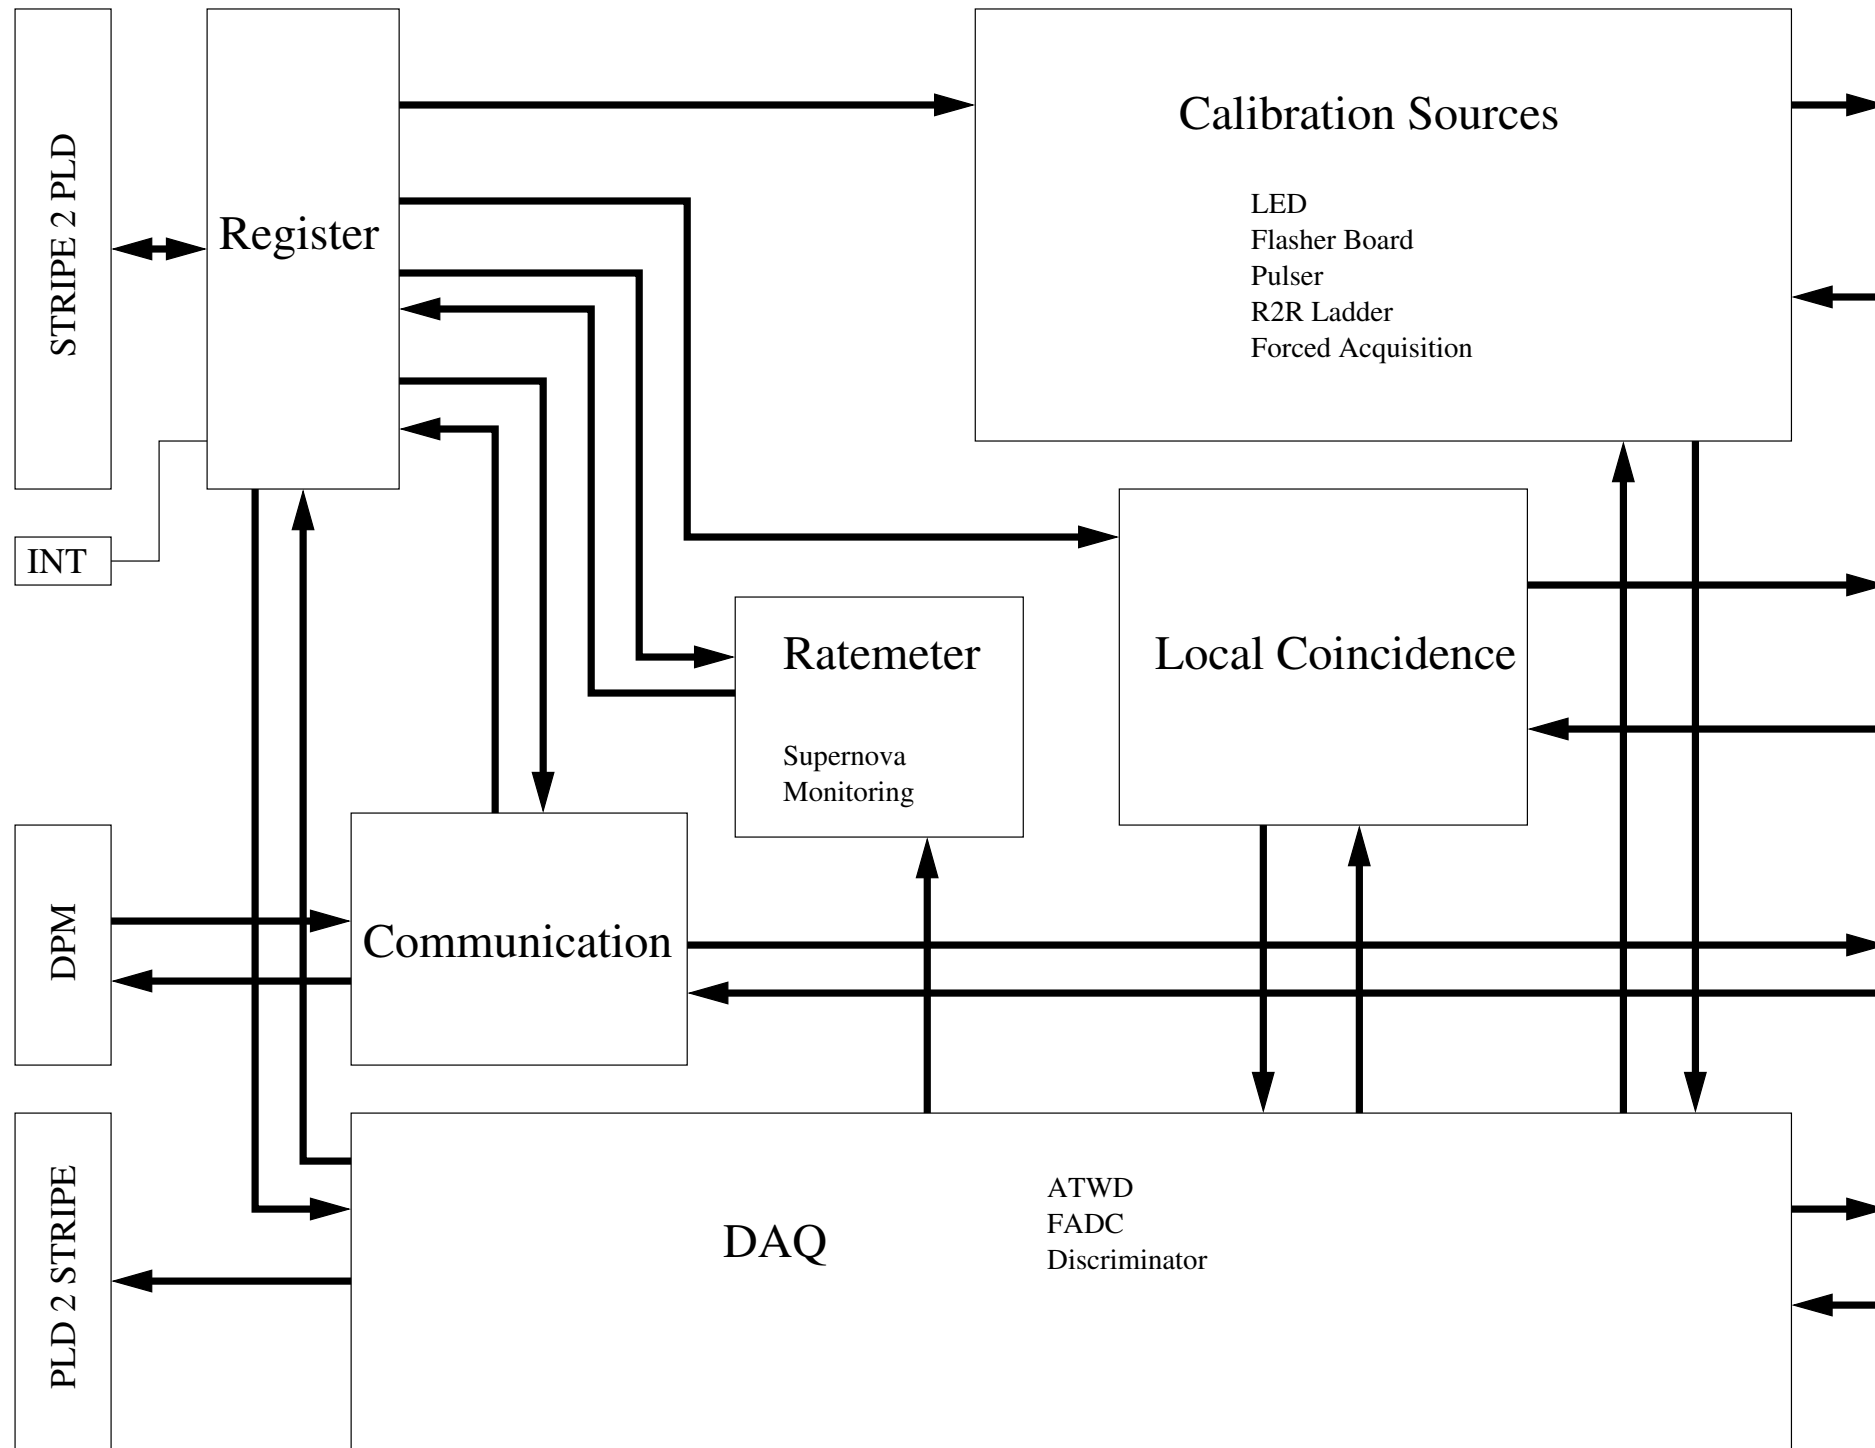 STRIPE 2 PLD
Register
Calibration Sources
LED
Flasher Board
Pulser
R2R Ladder
Forced Acquisition
INT
Ratemeter
Supernova
Monitoring
Local Coincidence
DPM
Communication
PLD 2 STRIPE
DAQ
ATWD
FADC
Discriminator